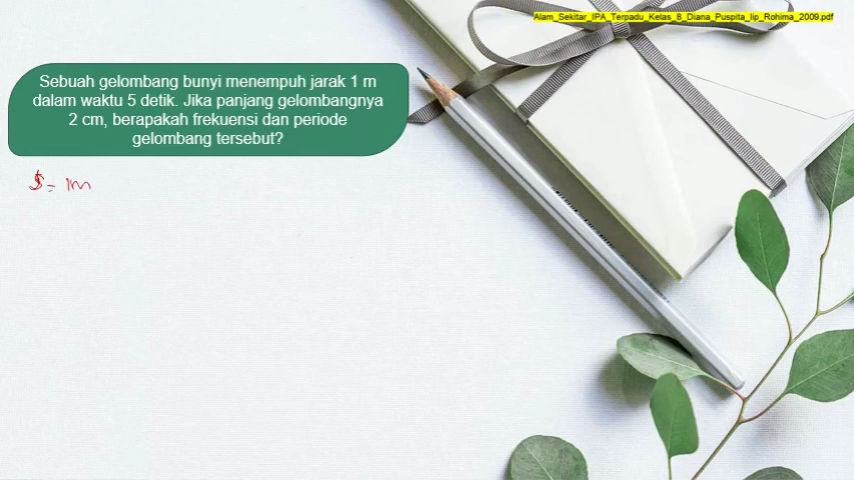 Alam_Sekitar_IPA_Terpadu_Kelas_8_Diana_Puspita_Iip_Rohima_2009.pdf
Sebuah gelombang bunyi menempuh jarak 1 m
dalam waktu 5 detik. Jika panjang gelombangnya
2 cm, berapakah frekuensi dan periode
gelombang tersebut?
S = 1m